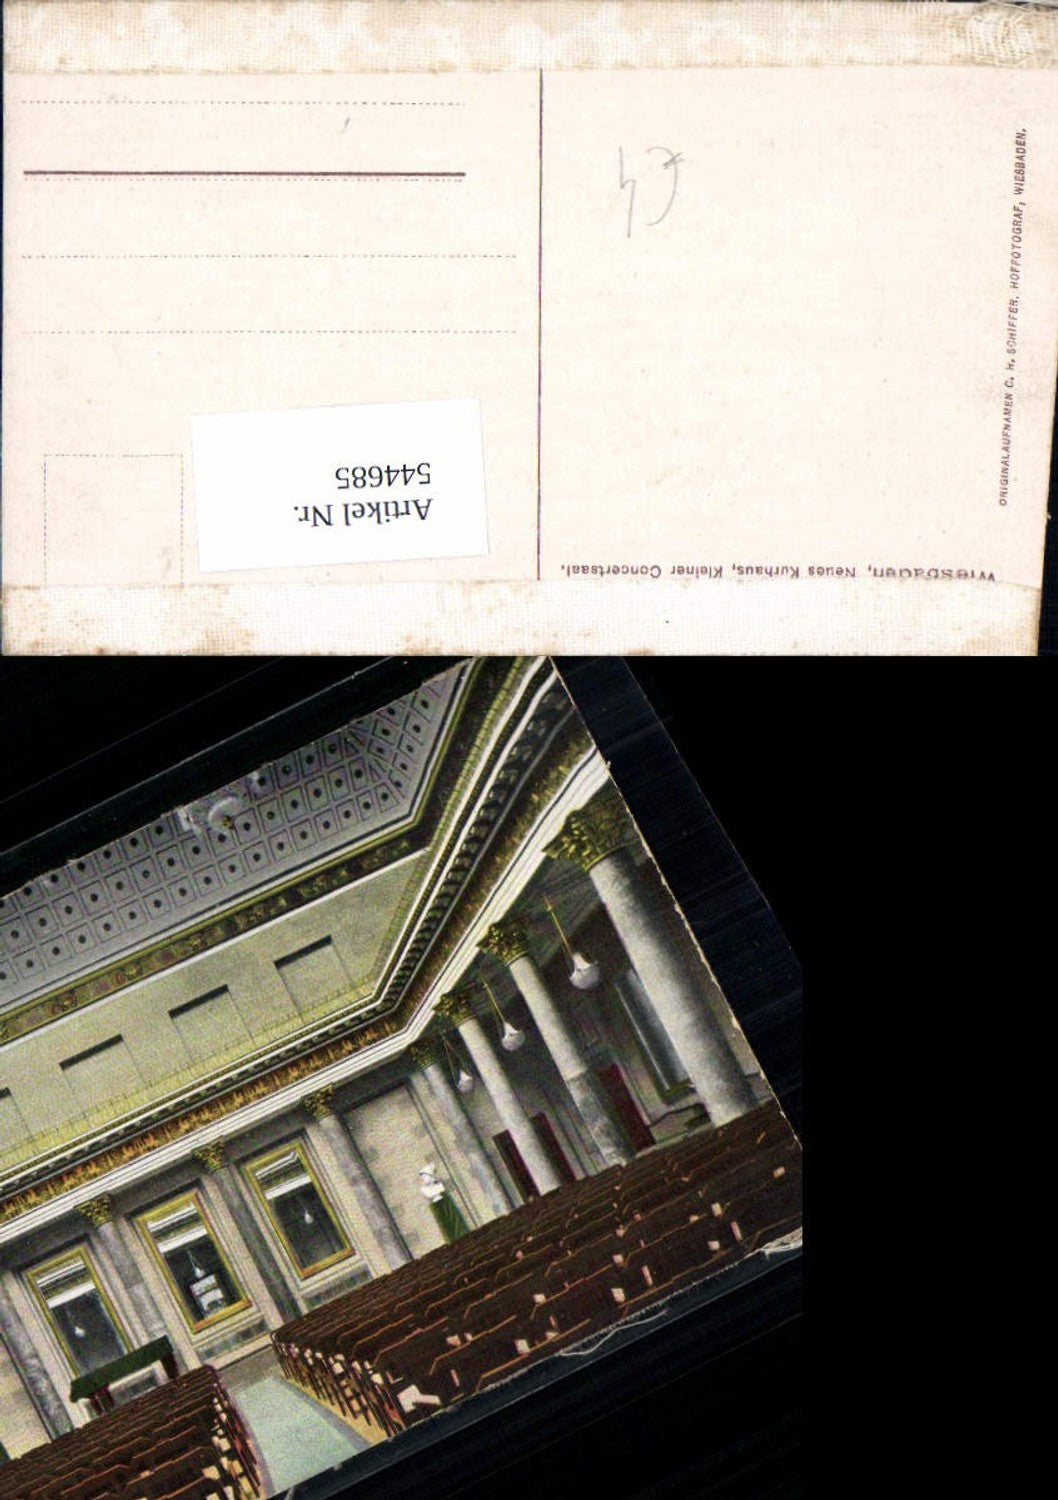 Wiesbaden, Neues Kurhaus, Kleiner Concertsaal.
Artikel Nr.
544685
ORIGINALAUFNAMEN C. H. SCHIFFER, HOFFOTOGRAF, WIESBADEN.